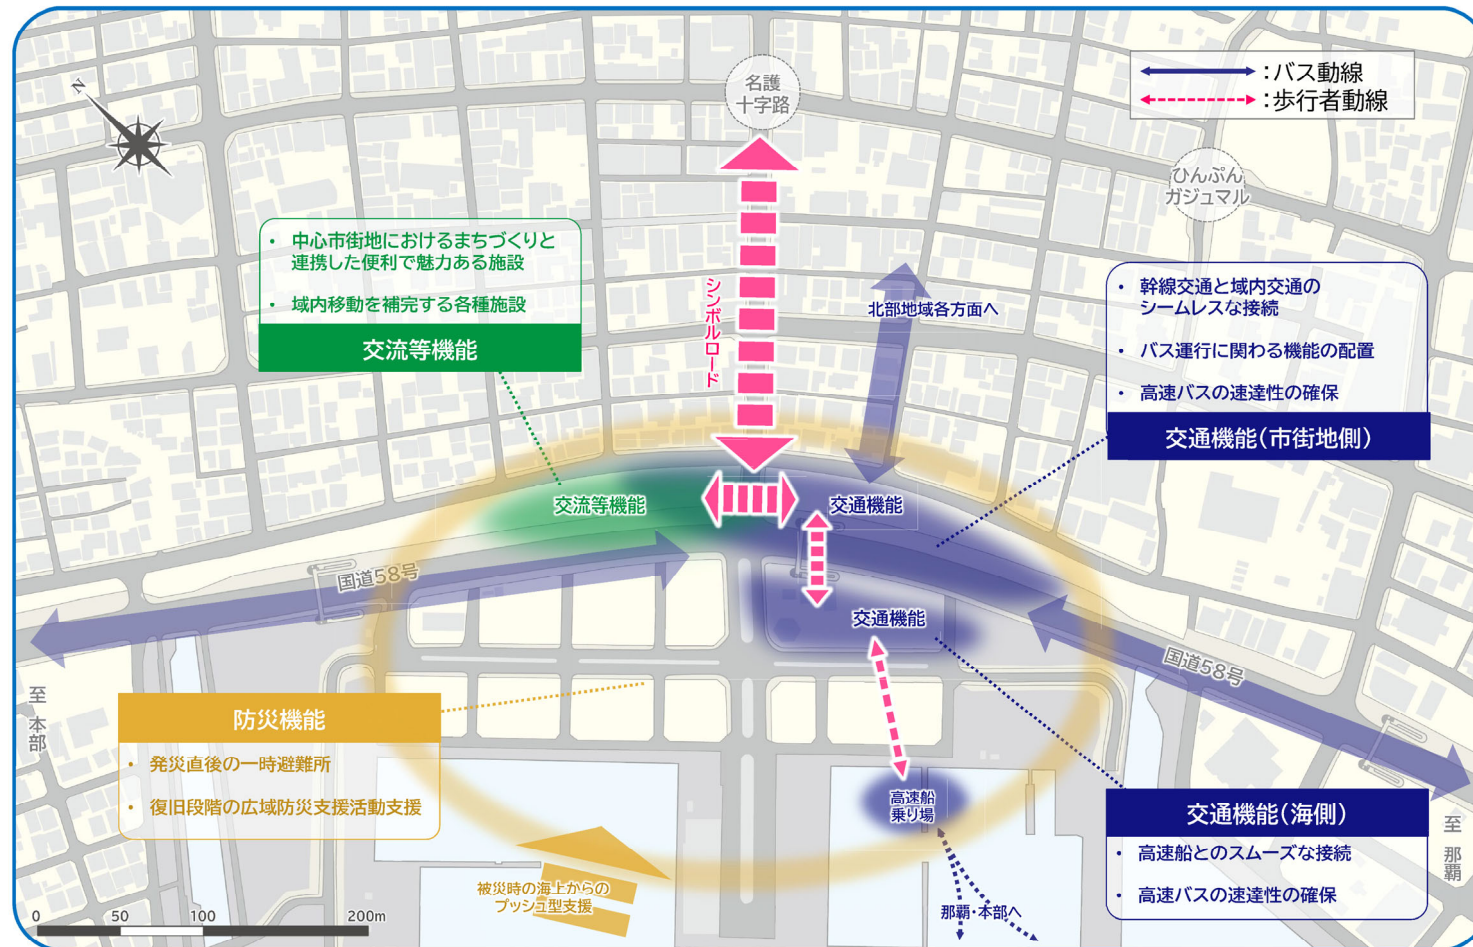 N
名護
十字路
:バス動線
:歩行者動線
ひんぷん
ガジュマル
・ 中心市街地におけるまちづくりと
連携した便利で魅力ある施設
・ 域内移動を補完する各種施設
交流等機能
シンボルロード
北部地域各方面へ
・ 幹線交通と域内交通の
シームレスな接続
・ バス運行に関わる機能の配置
・ 高速バスの速達性の確保
交通機能(市街地側)
交流等機能
交通機能
国道58号
交通機能
国道58号
至 本部
防災機能
・ 発災直後の一時避難所
・ 復旧段階の広域防災支援活動支援
高速船
乗り場
交通機能(海側)
・ 高速船とのスムーズな接続
・ 高速バスの速達性の確保
至 那覇
被災時の海上からの
プッシュ型支援
那覇・本部へ
0 50 100 200m